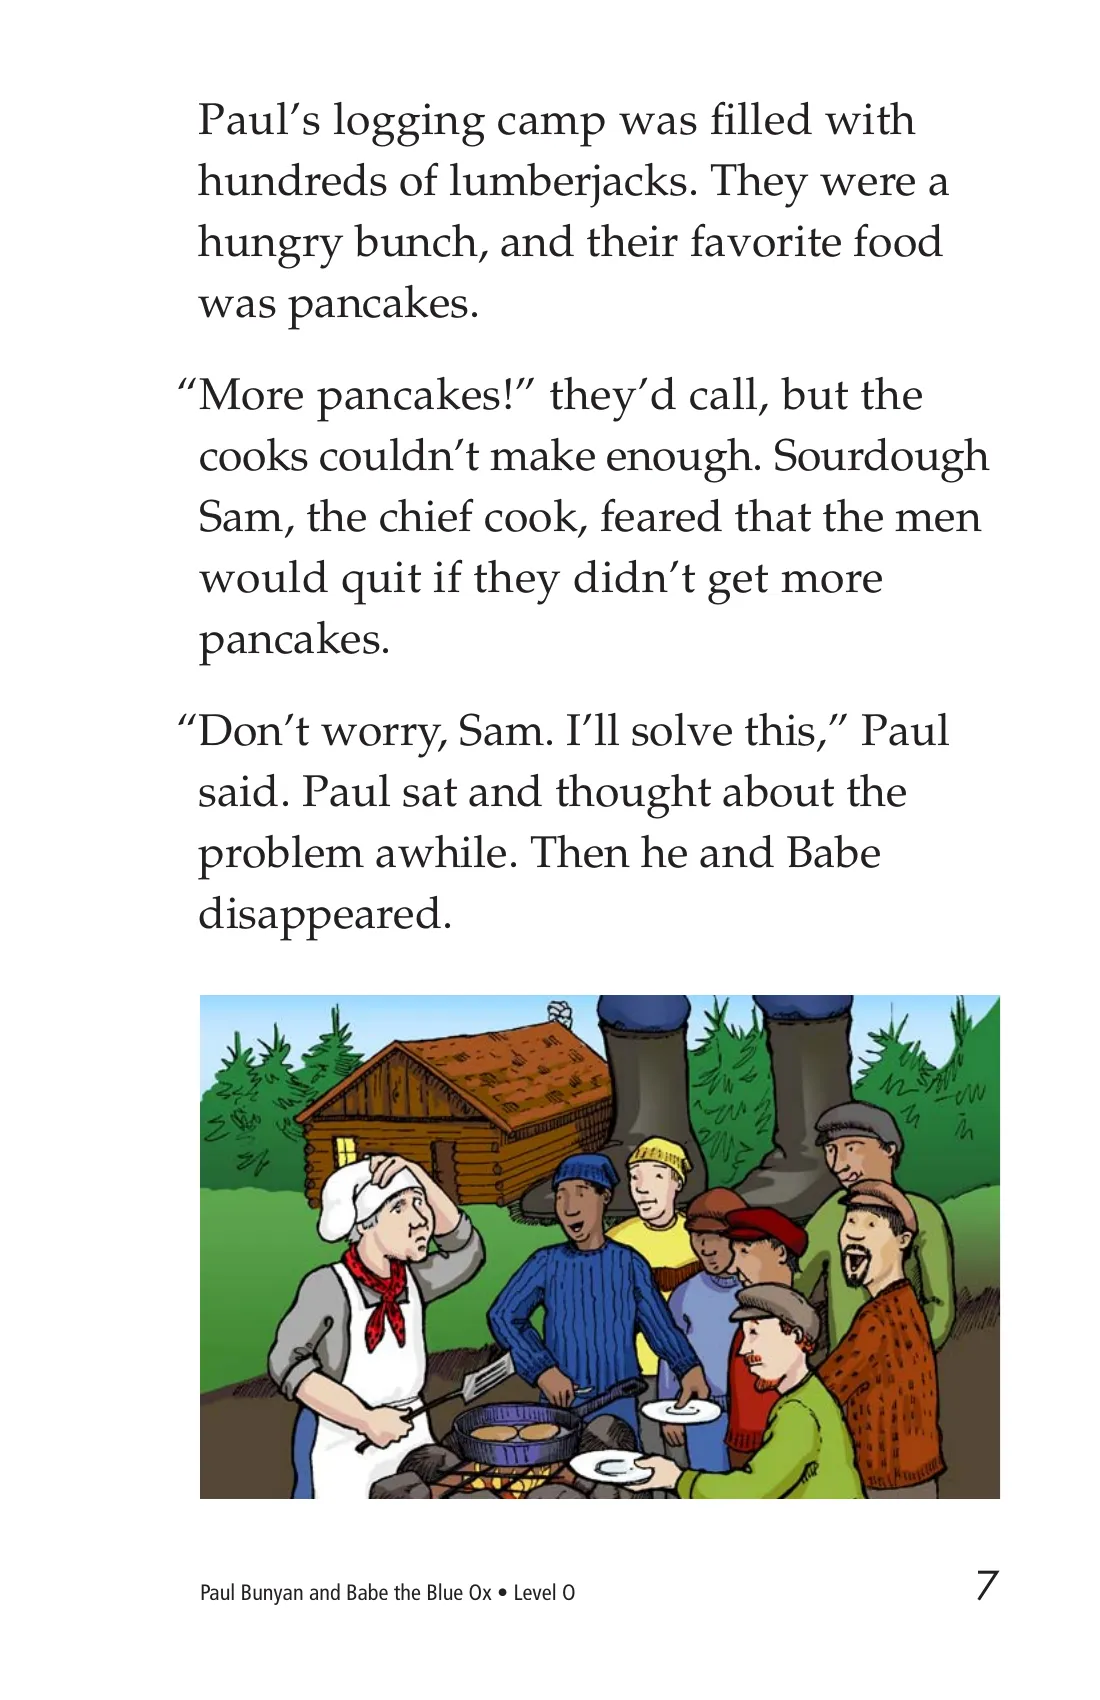 Paul’s logging camp was filled with
hundreds of lumberjacks. They were a
hungry bunch, and their favorite food
was pancakes.
“More pancakes!” they’d call, but the
cooks couldn’t make enough. Sourdough
Sam, the chief cook, feared that the men
would quit if they didn’t get more
pancakes.
“Don’t worry, Sam. I’ll solve this,” Paul
said. Paul sat and thought about the
problem awhile. Then he and Babe
disappeared.
Paul Bunyan and Babe the Blue Ox • Level O
7